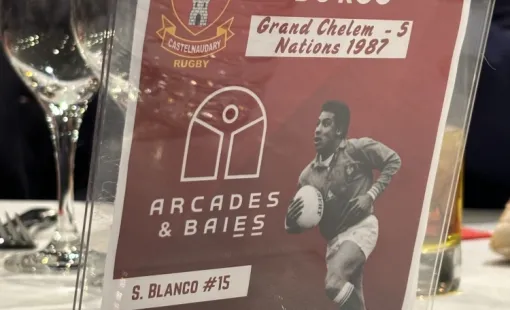 CASTELNAUDARY
RUGBY
Grand Chelem - 5
Nations 1987
ARCADES
& BAIES
S. BLANCO #15